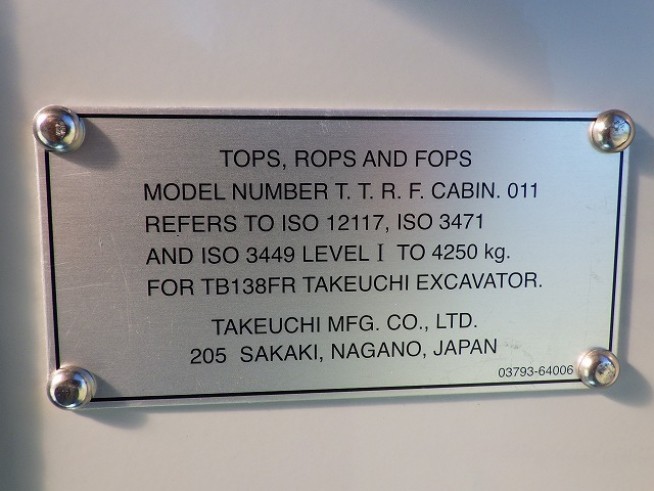 TOPS, ROPS AND FOPS
MODEL NUMBER T. T. R. F. CABIN. 011
REFERS TO ISO 12117, ISO 3471
AND ISO 3449 LEVEL I TO 4250 kg.
FOR TB138FR TAKEUCHI EXCAVATOR.
TAKEUCHI MFG. CO., LTD.
205 SAKAKI, NAGANO, JAPAN
03793-64006